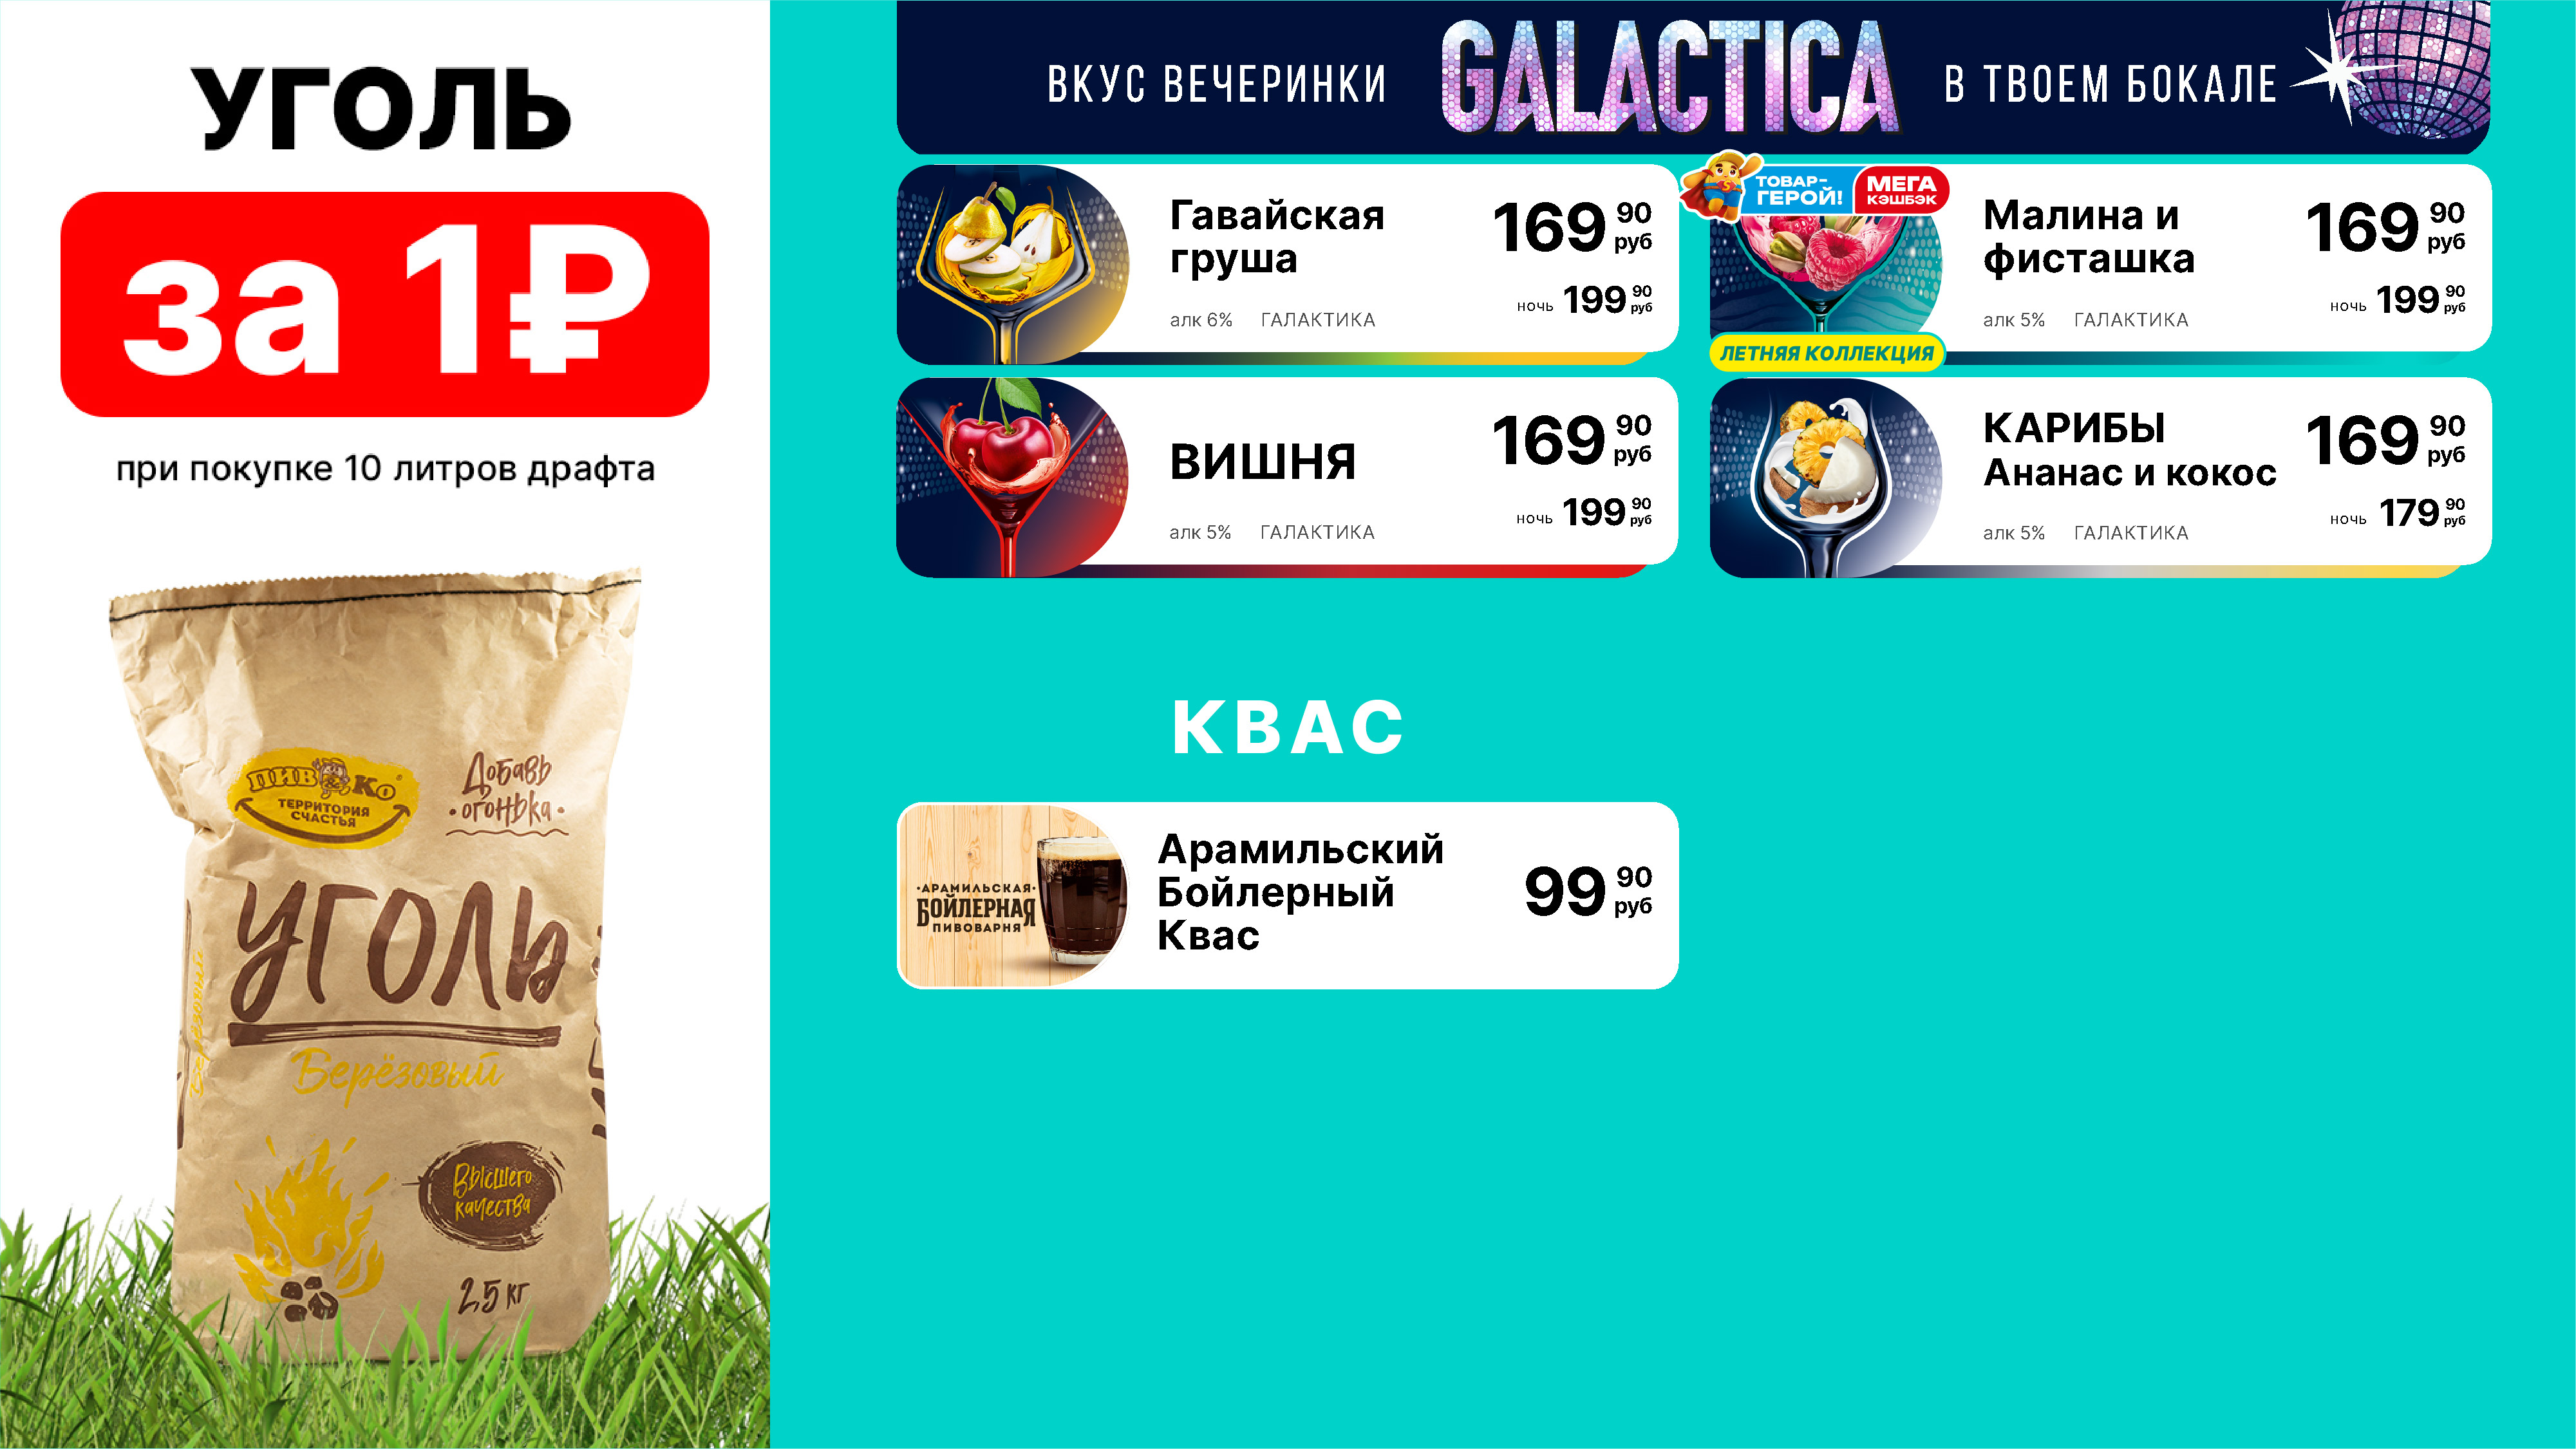 УГОЛЬ
за 1₽
при покупке 10 литров драфта
ПИВ&Ко
ТЕРРИТОРИЯ
СЧАСТЬЯ
Добавь
огонька
УГОЛЬ
Берёзовый
Высшего
качества
2,5 кг
ВКУС ВЕЧЕРИНКИ GALACTICA В ТВОЕМ БОКАЛЕ
Гавайская
груша
169 90 руб
ночь 199 90 руб
алк 6% ГАЛАКТИКА
ТОВАР-
ГЕРОЙ!
МЕГА
КЭШБЭК
S
Малина и
фисташка
169 90 руб
ночь 199 90 руб
алк 5% ГАЛАКТИКА
ЛЕТНЯЯ КОЛЛЕКЦИЯ
ВИШНЯ
169 90 руб
ночь 199 90 руб
алк 5% ГАЛАКТИКА
КАРИБЫ
Ананас и кокос
169 90 руб
ночь 179 90 руб
алк 5% ГАЛАКТИКА
КВАС
·АРАМИЛЬСКАЯ·
БОЙЛЕРНАЯ
ПИВОВАРНЯ
Арамильский
Бойлерный
Квас
99 90 руб